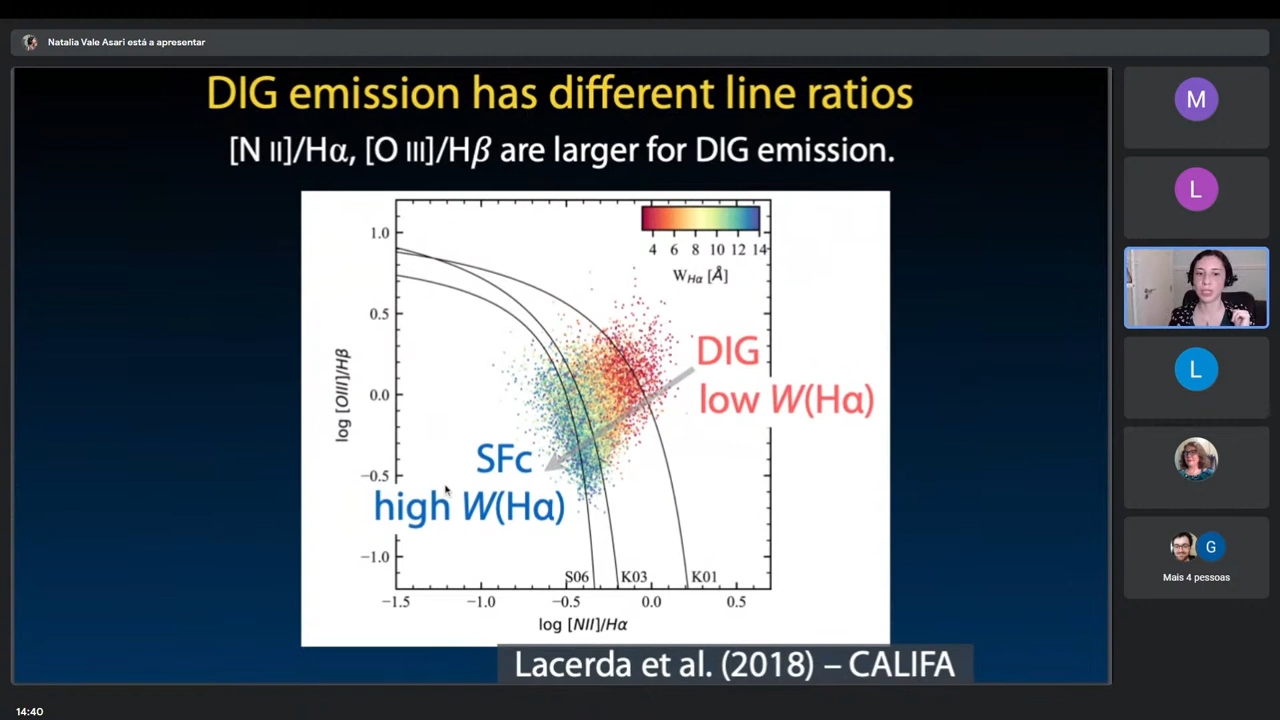 Natalia Vale Asari está a apresentar
DIG emission has different line ratios
[N II]/Hα, [O III]/Hβ are larger for DIG emission.
1.0
0.5
0.0
−0.5
−1.0
log [OIII]/Hβ
4 6 8 10 12 14
W_Hα [Å]
DIG
low W(Hα)
SFc
high W(Hα)
S06 K03 K01
−1.5 −1.0 −0.5 0.0 0.5
log [NII]/Hα
Lacerda et al. (2018) – CALIFA
M
L
L
G
Mais 4 pessoas
14:40